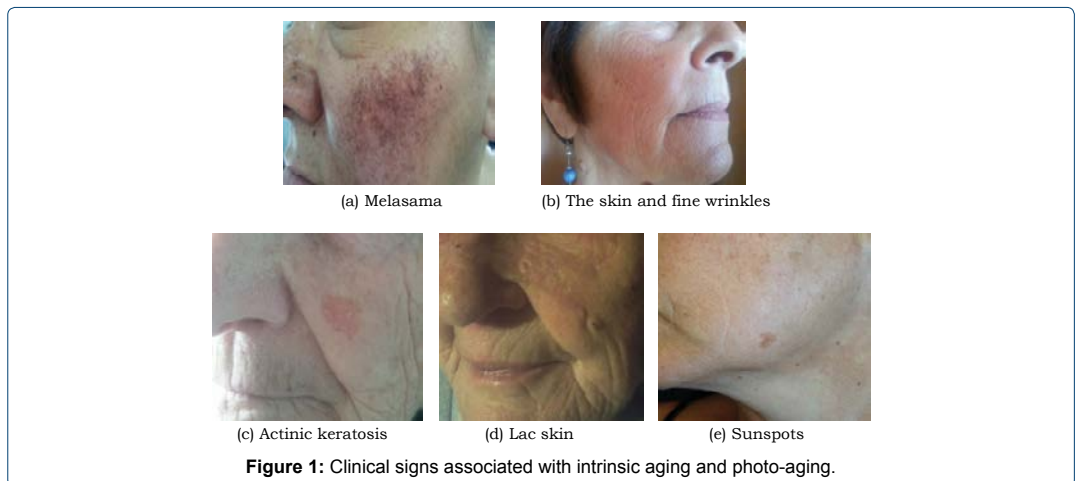 (a) Melasama
(b) The skin and fine wrinkles
(c) Actinic keratosis
(d) Lac skin
(e) Sunspots
Figure 1: Clinical signs associated with intrinsic aging and photo-aging.